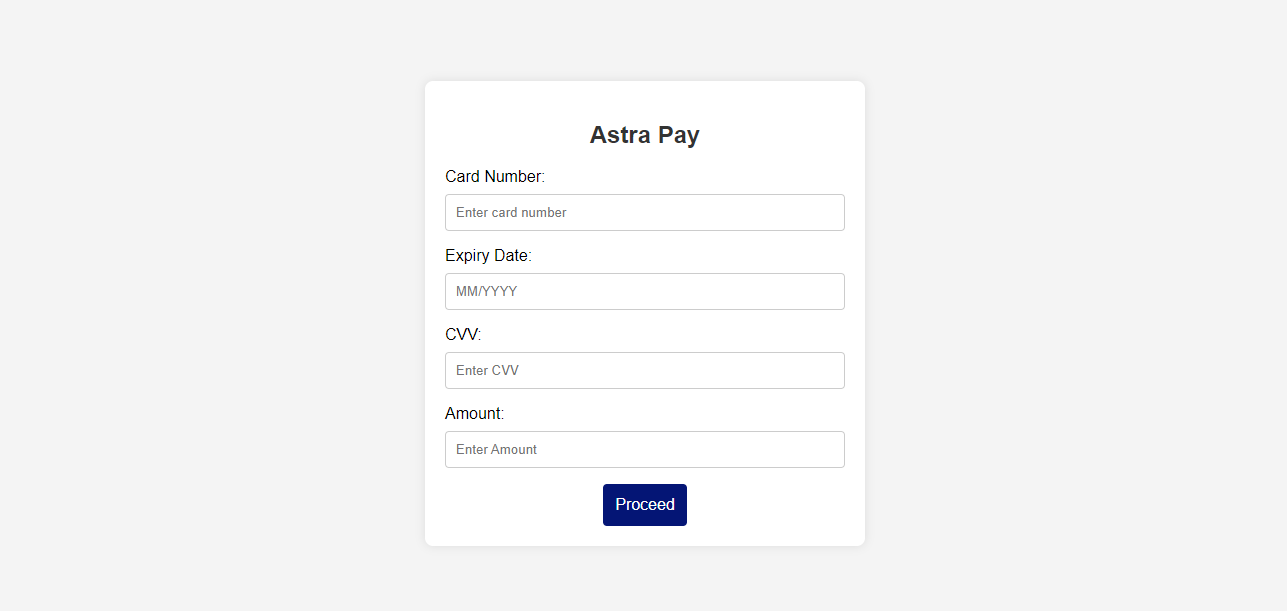 Astra Pay
Card Number:
Enter card number
Expiry Date:
MM/YYYY
CVV:
Enter CVV
Amount:
Enter Amount
Proceed